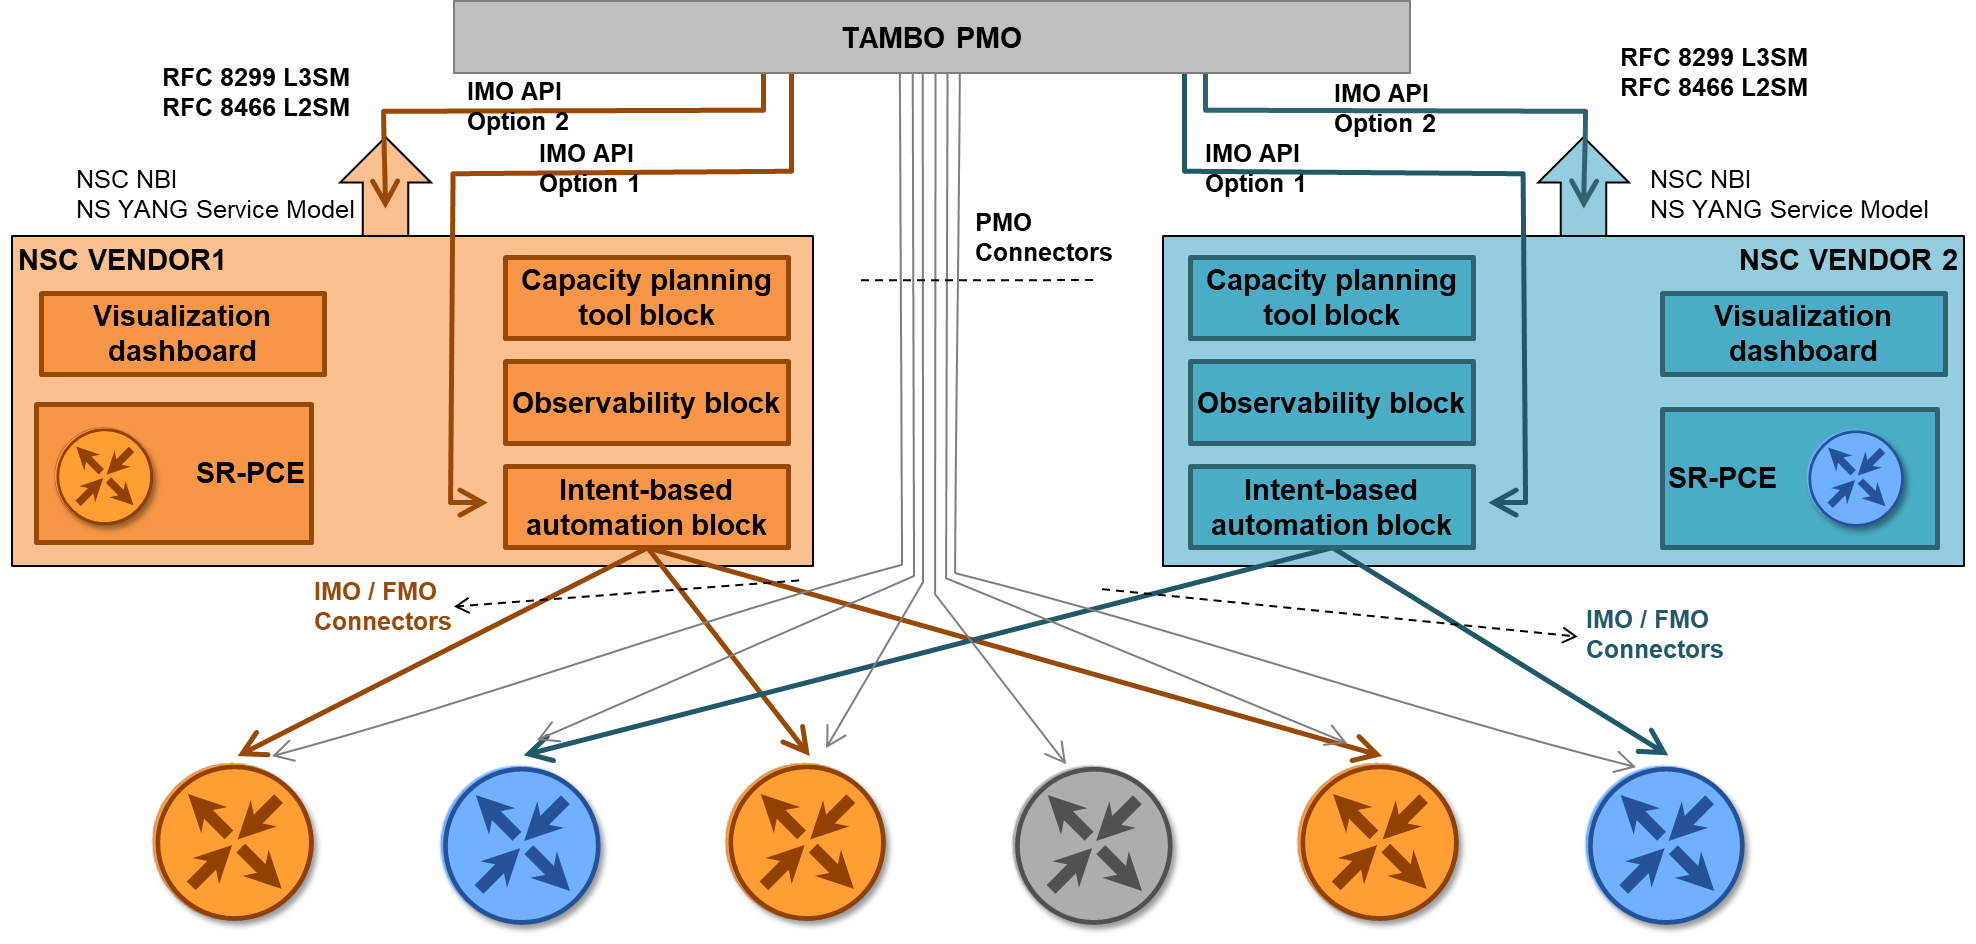 TAMBO PMO
RFC 8299 L3SM
RFC 8466 L2SM
IMO API
Option 2
IMO API
Option 1
NSC NBI
NS YANG Service Model
IMO API
Option 2
IMO API
Option 1
RFC 8299 L3SM
RFC 8466 L2SM
NSC NBI
NS YANG Service Model
PMO
Connectors
NSC VENDOR1
Visualization
dashboard
SR-PCE
Capacity planning
tool block
Observability block
Intent-based
automation block
NSC VENDOR 2
Capacity planning
tool block
Observability block
Intent-based
automation block
Visualization
dashboard
SR-PCE
IMO / FMO
Connectors
IMO / FMO
Connectors